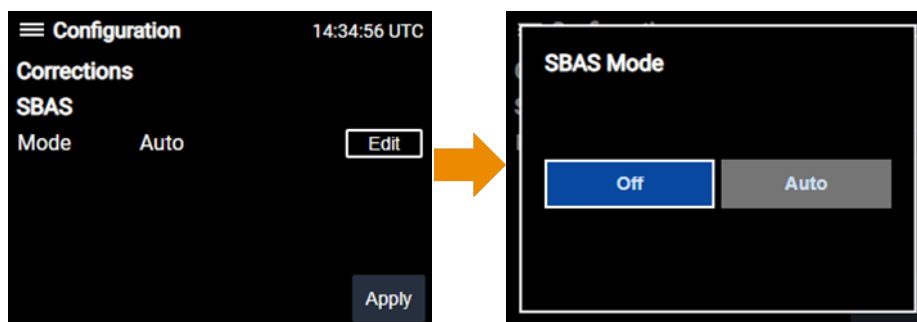 Configuration 14:34:56 UTC
Corrections
SBAS
Mode Auto Edit
Apply
SBAS Mode
Off Auto